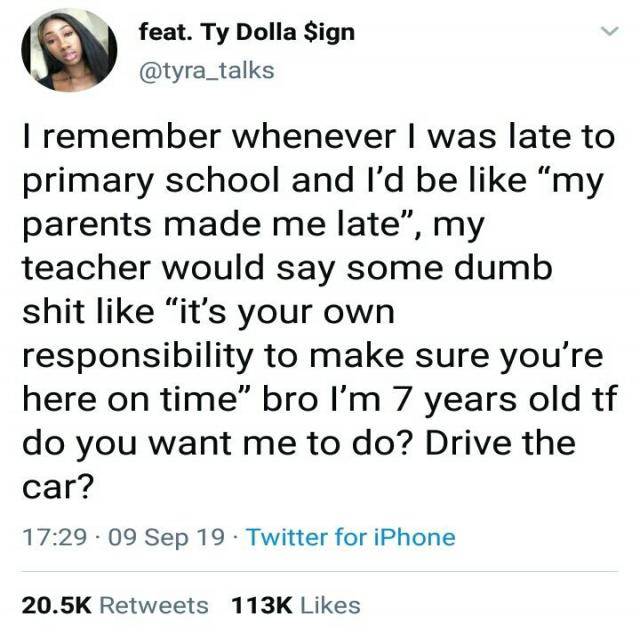 feat. Ty Dolla $ign
@tyra_talks
I remember whenever I was late to
primary school and I'd be like “my
parents made me late”, my
teacher would say some dumb
shit like “it's your own
responsibility to make sure you're
here on time” bro I'm 7 years old tf
do you want me to do? Drive the
car?
17:29 · 09 Sep 19 · Twitter for iPhone
20.5K Retweets 113K Likes